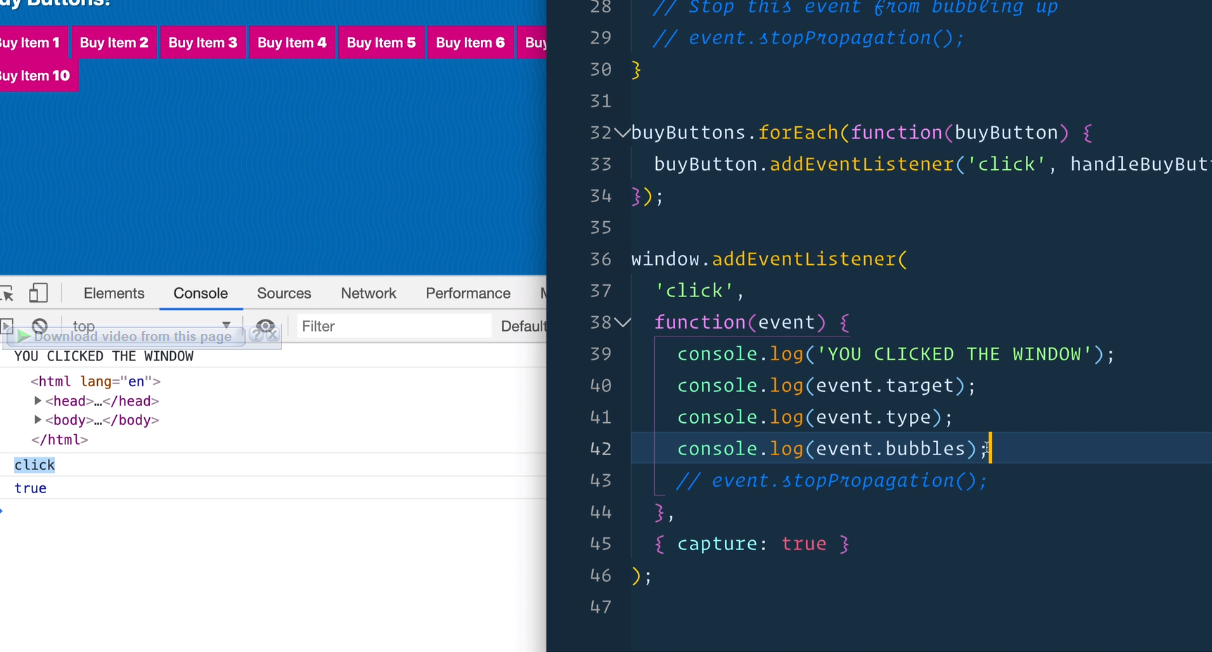 uy Buttons!
Buy Item 1 Buy Item 2 Buy Item 3 Buy Item 4 Buy Item 5 Buy Item 6 Buy
Buy Item 10
Elements Console Sources Network Performance
top Filter Default
Download video from this page
YOU CLICKED THE WINDOW
<html lang="en">
<head>…</head>
<body>…</body>
</html>
click
true
28 // Stop this event from bubbling up
29 // event.stopPropagation();
30 }
31
32 buyButtons.forEach(function(buyButton) {
33 buyButton.addEventListener('click', handleBuyButt
34 });
35
36 window.addEventListener(
37 'click',
38 function(event) {
39 console.log('YOU CLICKED THE WINDOW');
40 console.log(event.target);
41 console.log(event.type);
42 console.log(event.bubbles);
43 // event.stopPropagation();
44 },
45 { capture: true }
46 );
47